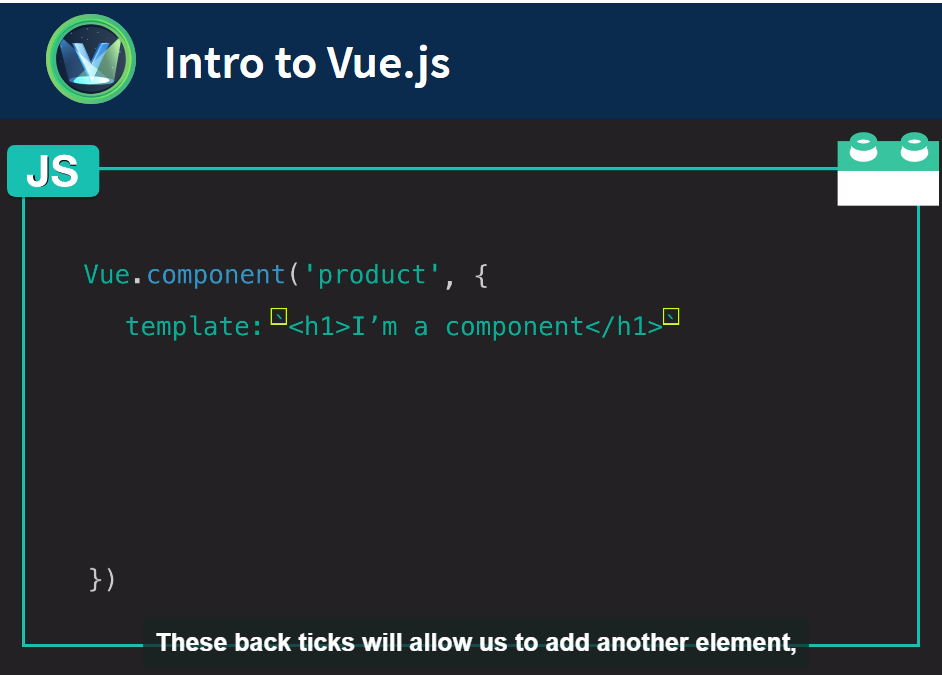 Intro to Vue.js
JS
Vue.component('product', {
template: `<h1>I’m a component</h1>`
})
These back ticks will allow us to add another element,